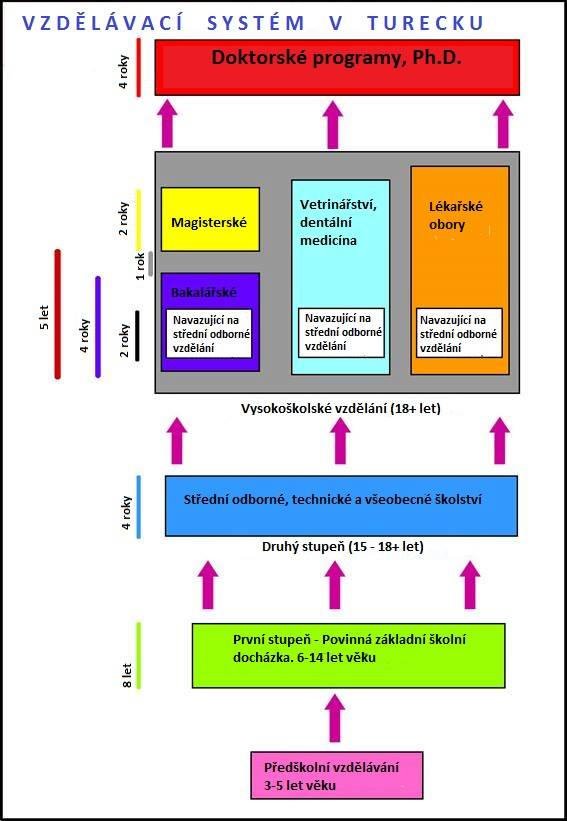 VZDĚLÁVACÍ SYSTÉM V TURECKU
4 roky
Doktorské programy, Ph.D.
2 roky
1 rok
5 let
4 roky
2 roky
Magisterské
Bakalářské
Navazující na
střední odborné
vzdělání
Vetrinářství,
dentální
medicína
Navazující na
střední odborné
vzdělání
Lékařské
obory
Navazující na
střední odborné
vzdělání
Vysokoškolské vzdělání (18+ let)
4 roky
Střední odborné, technické a všeobecné školství
Druhý stupeň (15 - 18+ let)
8 let
První stupeň - Povinná základní školní
docházka. 6-14 let věku
Předškolní vzdělávání
3-5 let věku